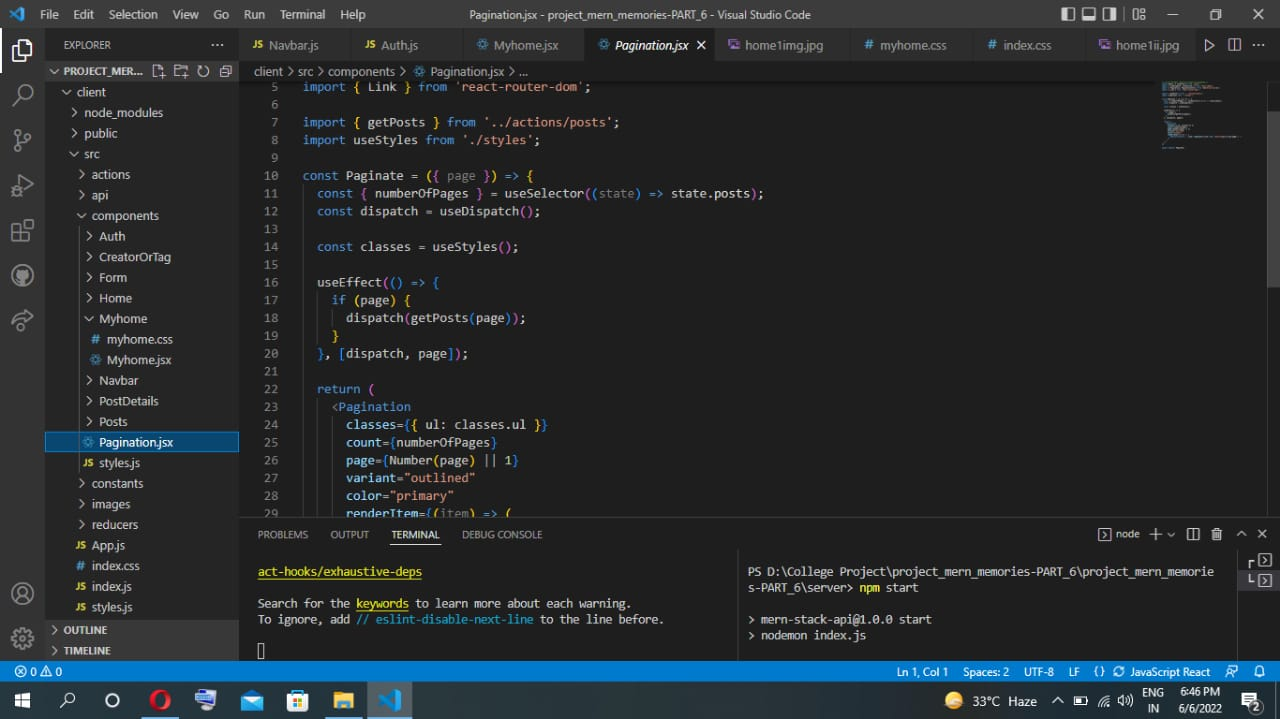 File Edit Selection View Go Run Terminal Help
Pagination.jsx - project_mern_memories-PART_6 - Visual Studio Code
EXPLORER
JS Navbar.js
JS Auth.js
Myhome.jsx
Pagination.jsx
home1img.jpg
# myhome.css
# index.css
home1ii.jpg
PROJECT_MER...
client
node_modules
public
src
actions
api
components
Auth
CreatorOrTag
Form
Home
Myhome
# myhome.css
Myhome.jsx
Navbar
PostDetails
Posts
Pagination.jsx
JS styles.js
constants
images
reducers
JS App.js
# index.css
JS index.js
JS styles.js
OUTLINE
TIMELINE
client > src > components > Pagination.jsx > ...
5 import { Link } from 'react-router-dom';
6
7 import { getPosts } from '../actions/posts';
8 import useStyles from './styles';
9
10 const Paginate = ({ page }) => {
11 const { numberOfPages } = useSelector((state) => state.posts);
12 const dispatch = useDispatch();
13
14 const classes = useStyles();
15
16 useEffect(() => {
17 if (page) {
18 dispatch(getPosts(page));
19 }
20 }, [dispatch, page]);
21
22 return (
23 <Pagination
24 classes={{ ul: classes.ul }}
25 count={numberOfPages}
26 page={Number(page) || 1}
27 variant="outlined"
28 color="primary"
29 renderItem={(item) => (
PROBLEMS OUTPUT TERMINAL DEBUG CONSOLE
node
act-hooks/exhaustive-deps
Search for the keywords to learn more about each warning.
To ignore, add // eslint-disable-next-line to the line before.
PS D:\College Project\project_mern_memories-PART_6\project_mern_memorie
s-PART_6\server> npm start
> mern-stack-api@1.0.0 start
> nodemon index.js
0 0
Ln 1, Col 1 Spaces: 2 UTF-8 LF {} JavaScript React
33°C Haze
ENG
IN
6:46 PM
6/6/2022
2